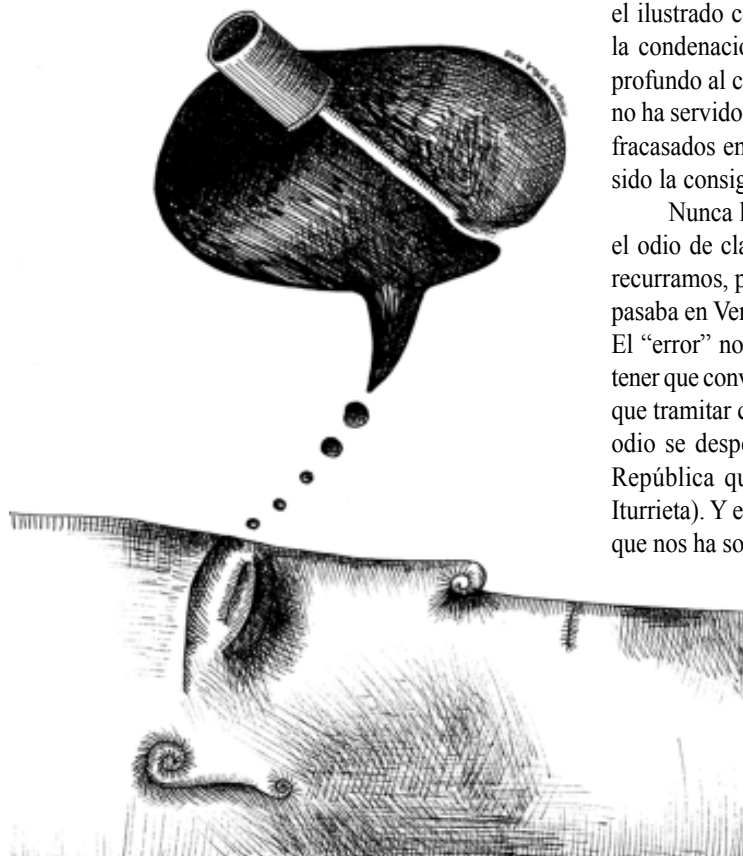 el ilustrado c
la condenació
profundo al c
no ha servido
fracasados en
sido la consig
Nunca l
el odio de cla
recurramos, p
pasaba en Ver
El “error” no
tener que conv
que tramitar c
odio se despe
República qu
Iturrieta). Y e
que nos ha so